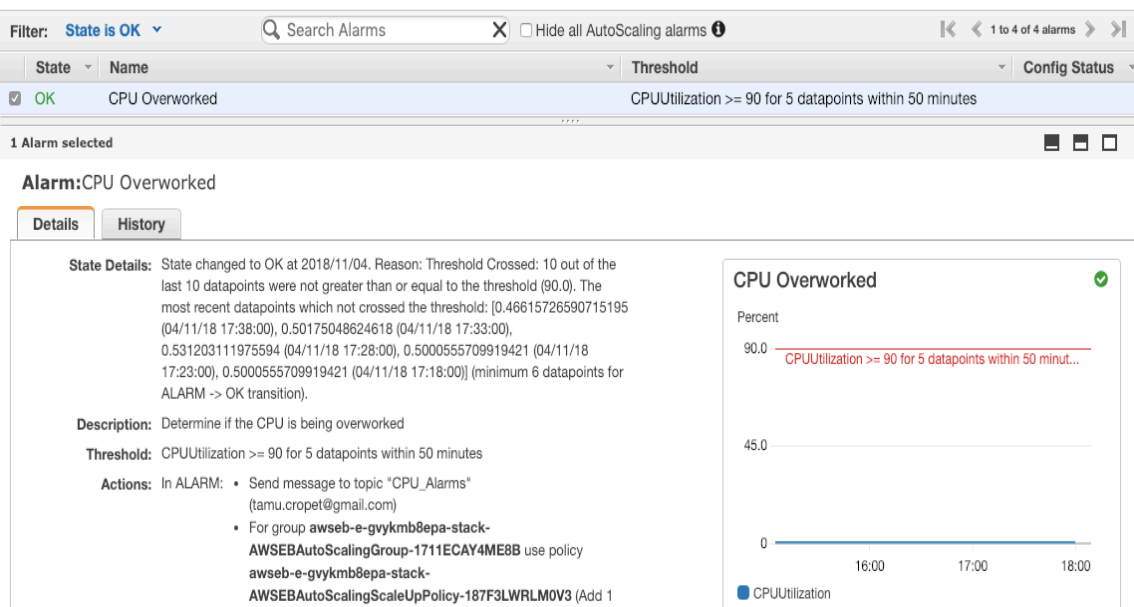 Filter: State is OK Search Alarms X Hide all AutoScaling alarms 1 to 4 of 4 alarms
State Name Threshold Config Status
OK CPU Overworked CPUUtilization >= 90 for 5 datapoints within 50 minutes
1 Alarm selected
Alarm:CPU Overworked
Details History
State Details: State changed to OK at 2018/11/04. Reason: Threshold Crossed: 10 out of the
last 10 datapoints were not greater than or equal to the threshold (90.0). The
most recent datapoints which not crossed the threshold: [0.46615726590715195
(04/11/18 17:38:00), 0.50175048624618 (04/11/18 17:33:00),
0.531203111975594 (04/11/18 17:28:00), 0.5000555709919421 (04/11/18
17:23:00), 0.5000555709919421 (04/11/18 17:18:00)] (minimum 6 datapoints for
ALARM -> OK transition).
Description: Determine if the CPU is being overworked
Threshold: CPUUtilization >= 90 for 5 datapoints within 50 minutes
Actions: In ALARM: • Send message to topic "CPU_Alarms"
(tamu.cropet@gmail.com)
• For group awseb-e-gvykmb8epa-stack-
AWSEBAutoScalingGroup-1711ECAY4ME8B use policy
awseb-e-gvykmb8epa-stack-
AWSEBAutoScalingScaleUpPolicy-187F3LWRLM0V3 (Add 1
CPU Overworked
Percent
90.0
CPUUtilization >= 90 for 5 datapoints within 50 minut...
45.0
0
16:00 17:00 18:00
CPUUtilization